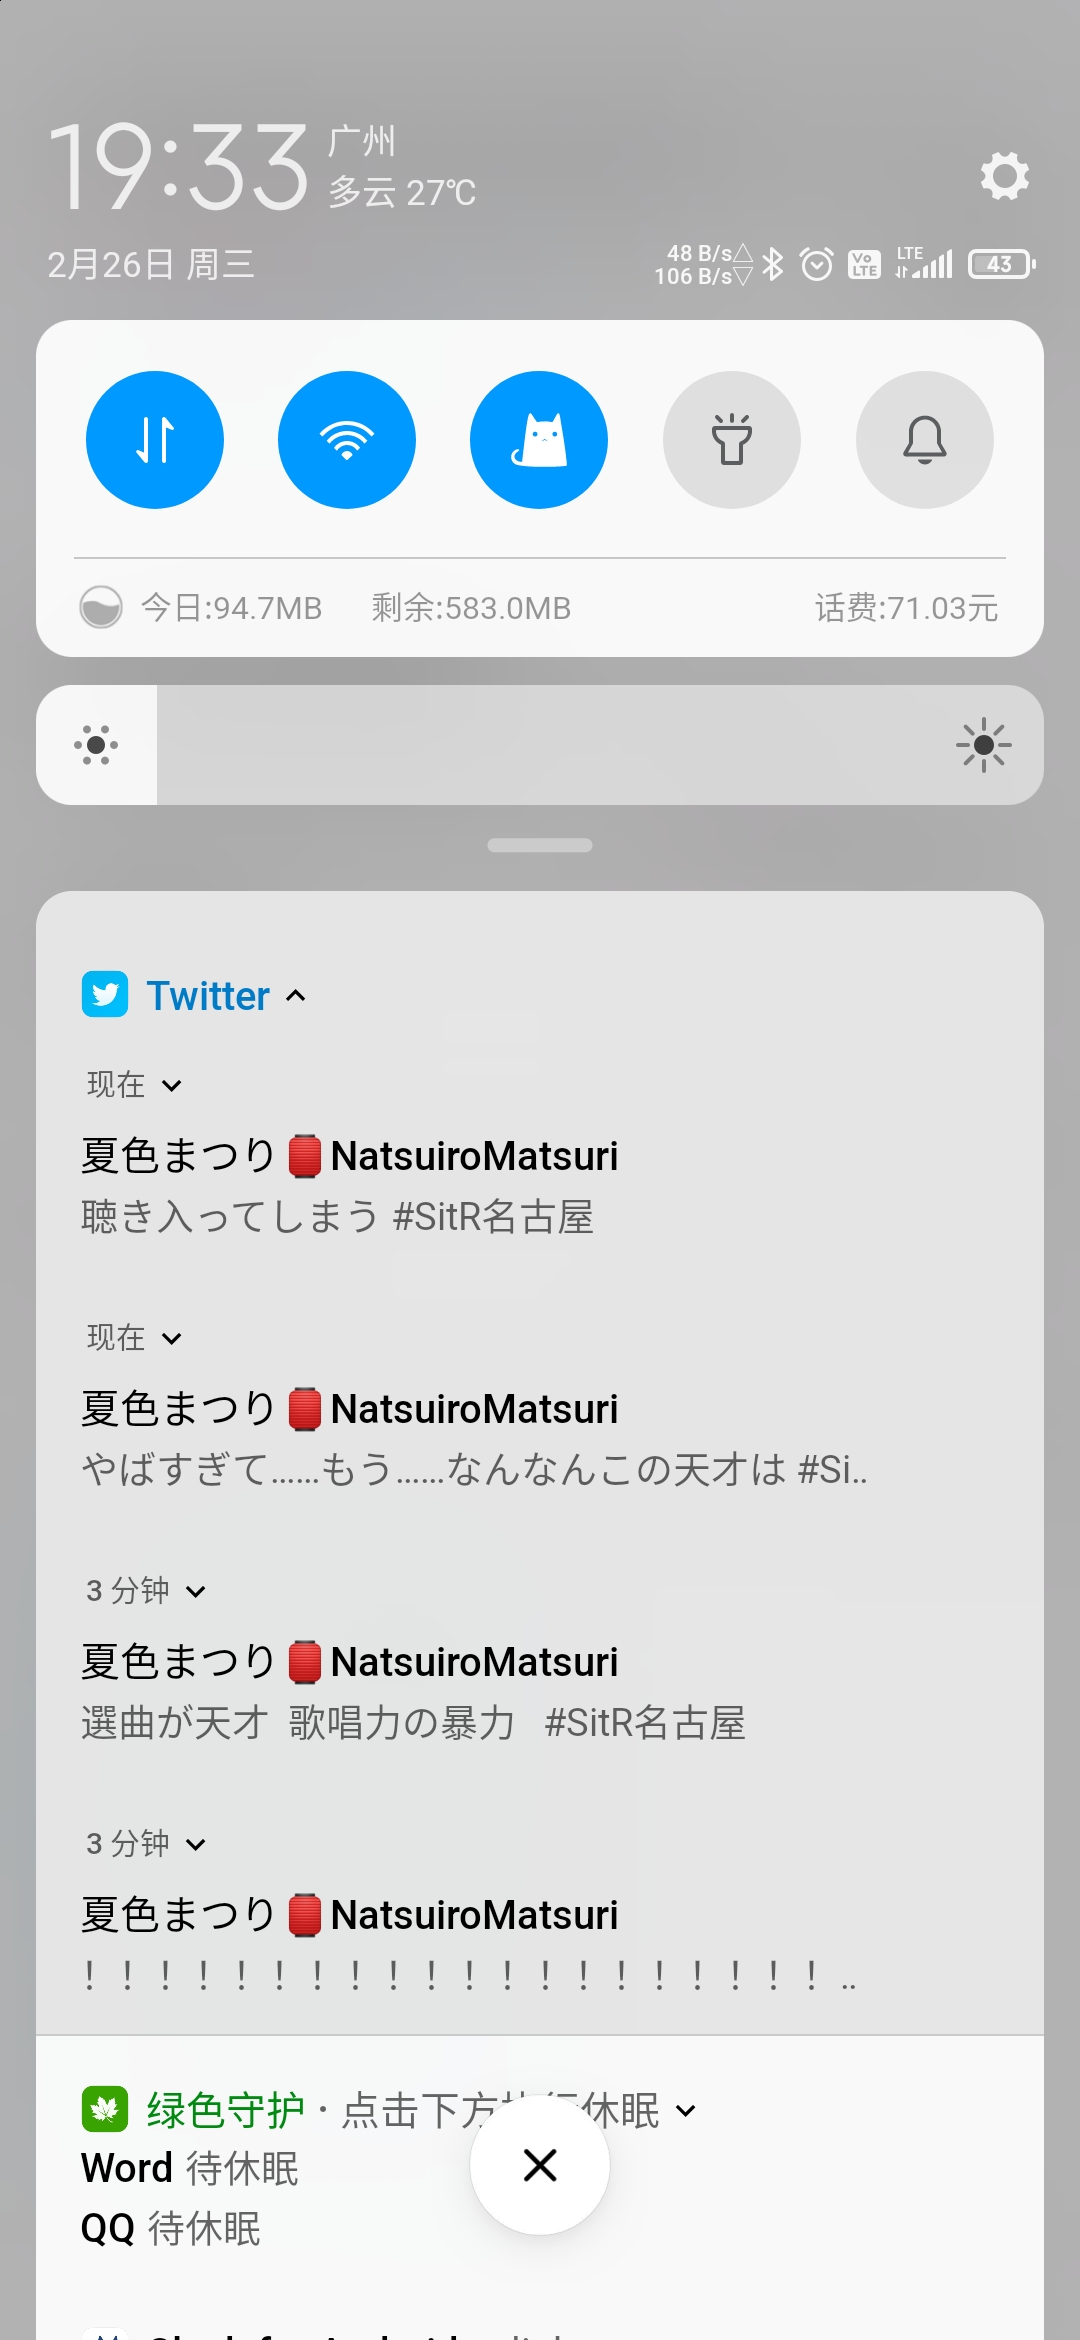 19:33
广州
多云 27℃
2月26日 周三
48 B/s△
106 B/s▽
Vo LTE
LTE
43
今日:94.7MB 剩余:583.0MB 话费:71.03元
Twitter
现在
夏色まつり🏮NatsuiroMatsuri
聴き入ってしまう #SitR名古屋
现在
夏色まつり🏮NatsuiroMatsuri
やばすぎて……もう……なんなんこの天才は #Si..
3 分钟
夏色まつり🏮NatsuiroMatsuri
選曲が天才 歌唱力の暴力 #SitR名古屋
3 分钟
夏色まつり🏮NatsuiroMatsuri
！！！！！！！！！！！！！！！！！！！！..
绿色守护 · 点击下方执行休眠
Word 待休眠
QQ 待休眠